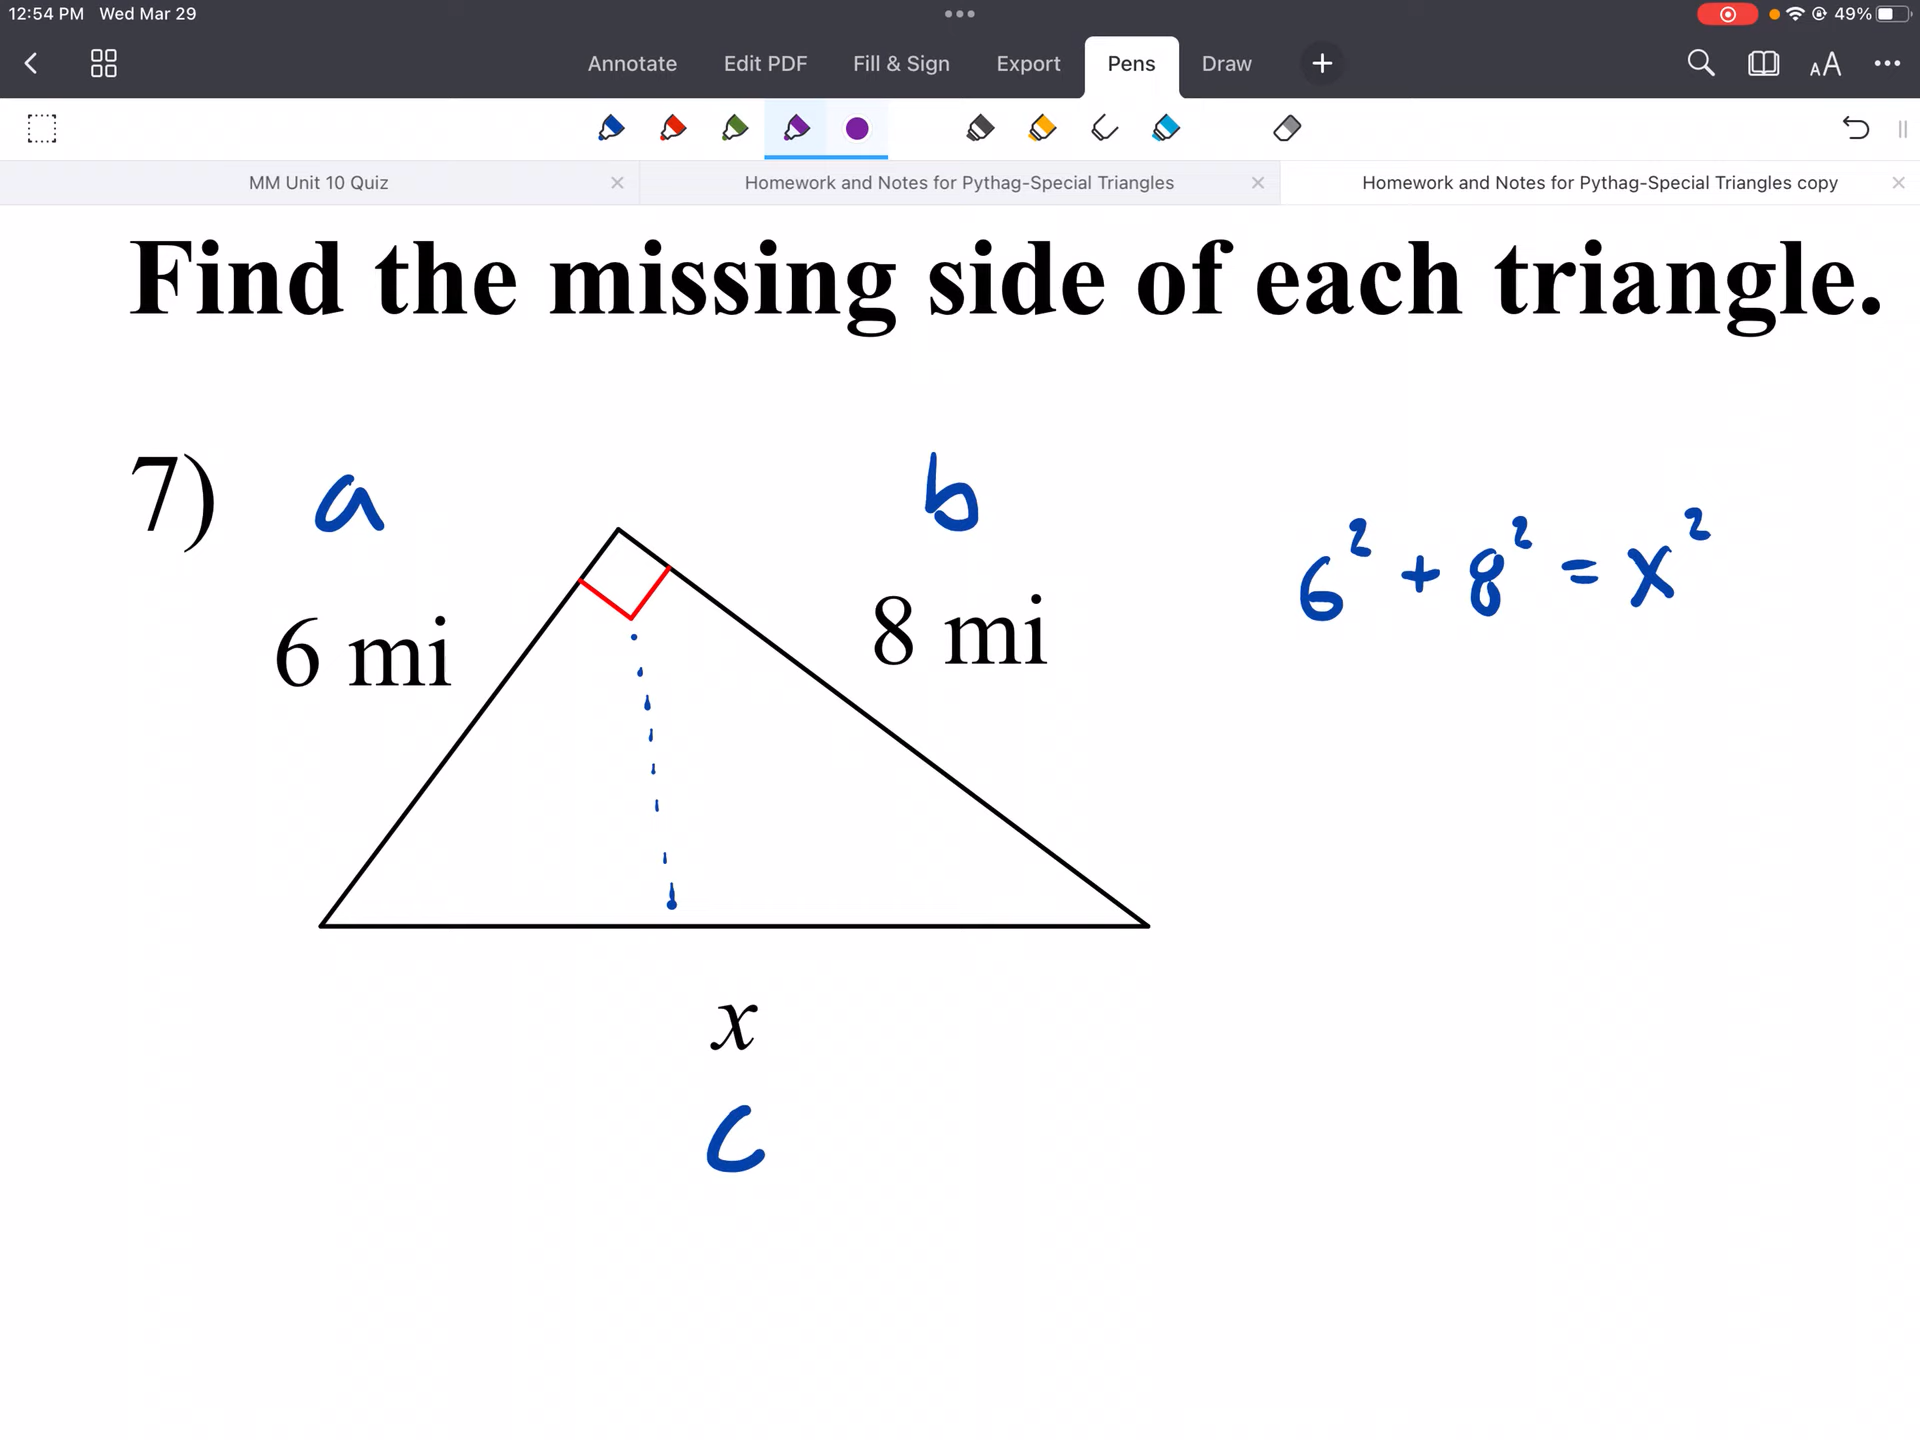 12:54 PM Wed Mar 29
49%
Annotate Edit PDF Fill & Sign Export Pens Draw
AA
MM Unit 10 Quiz
Homework and Notes for Pythag-Special Triangles
Homework and Notes for Pythag-Special Triangles copy
Find the missing side of each triangle.
7)
a
b
6² + 8² = x²
6 mi
8 mi
x
c